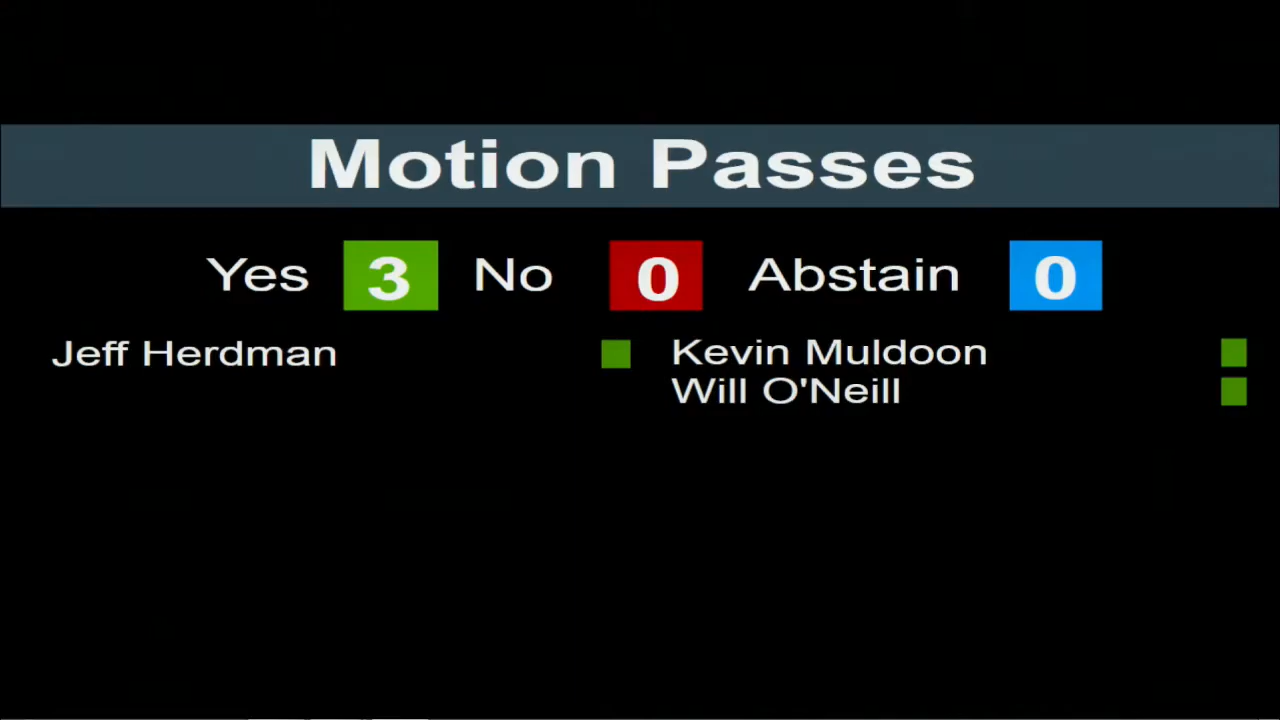 Motion Passes
Yes 3 No 0 Abstain 0
Jeff Herdman Kevin Muldoon
Will O'Neill